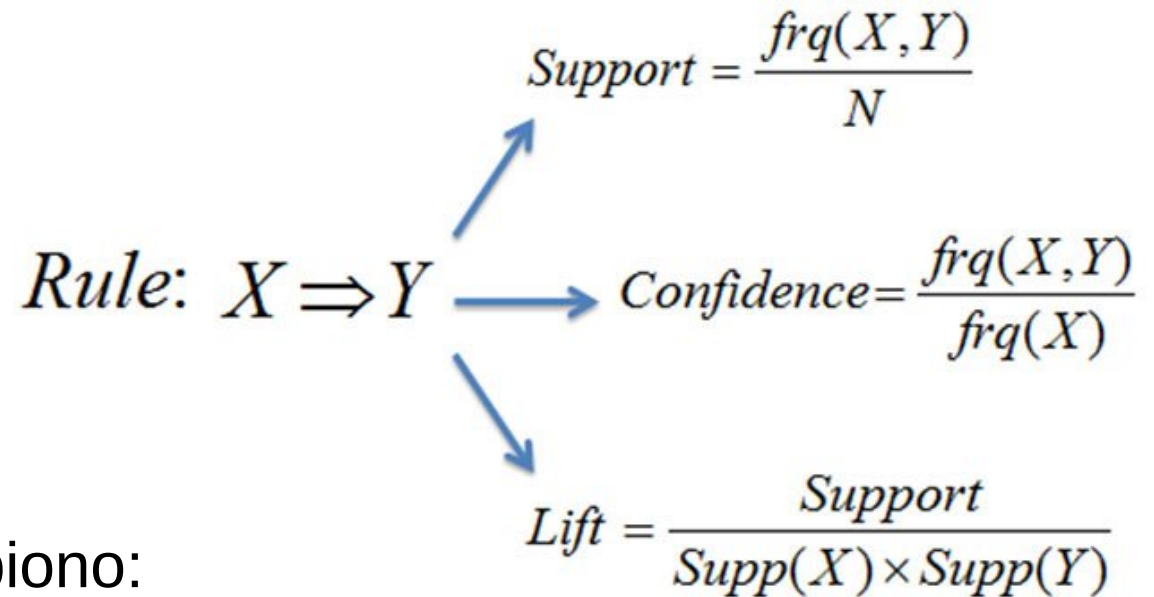 Support = frq(X,Y) / N
Rule: X ⇒ Y
Confidence = frq(X,Y) / frq(X)
Lift = Support / Supp(X) × Supp(Y)
piono: